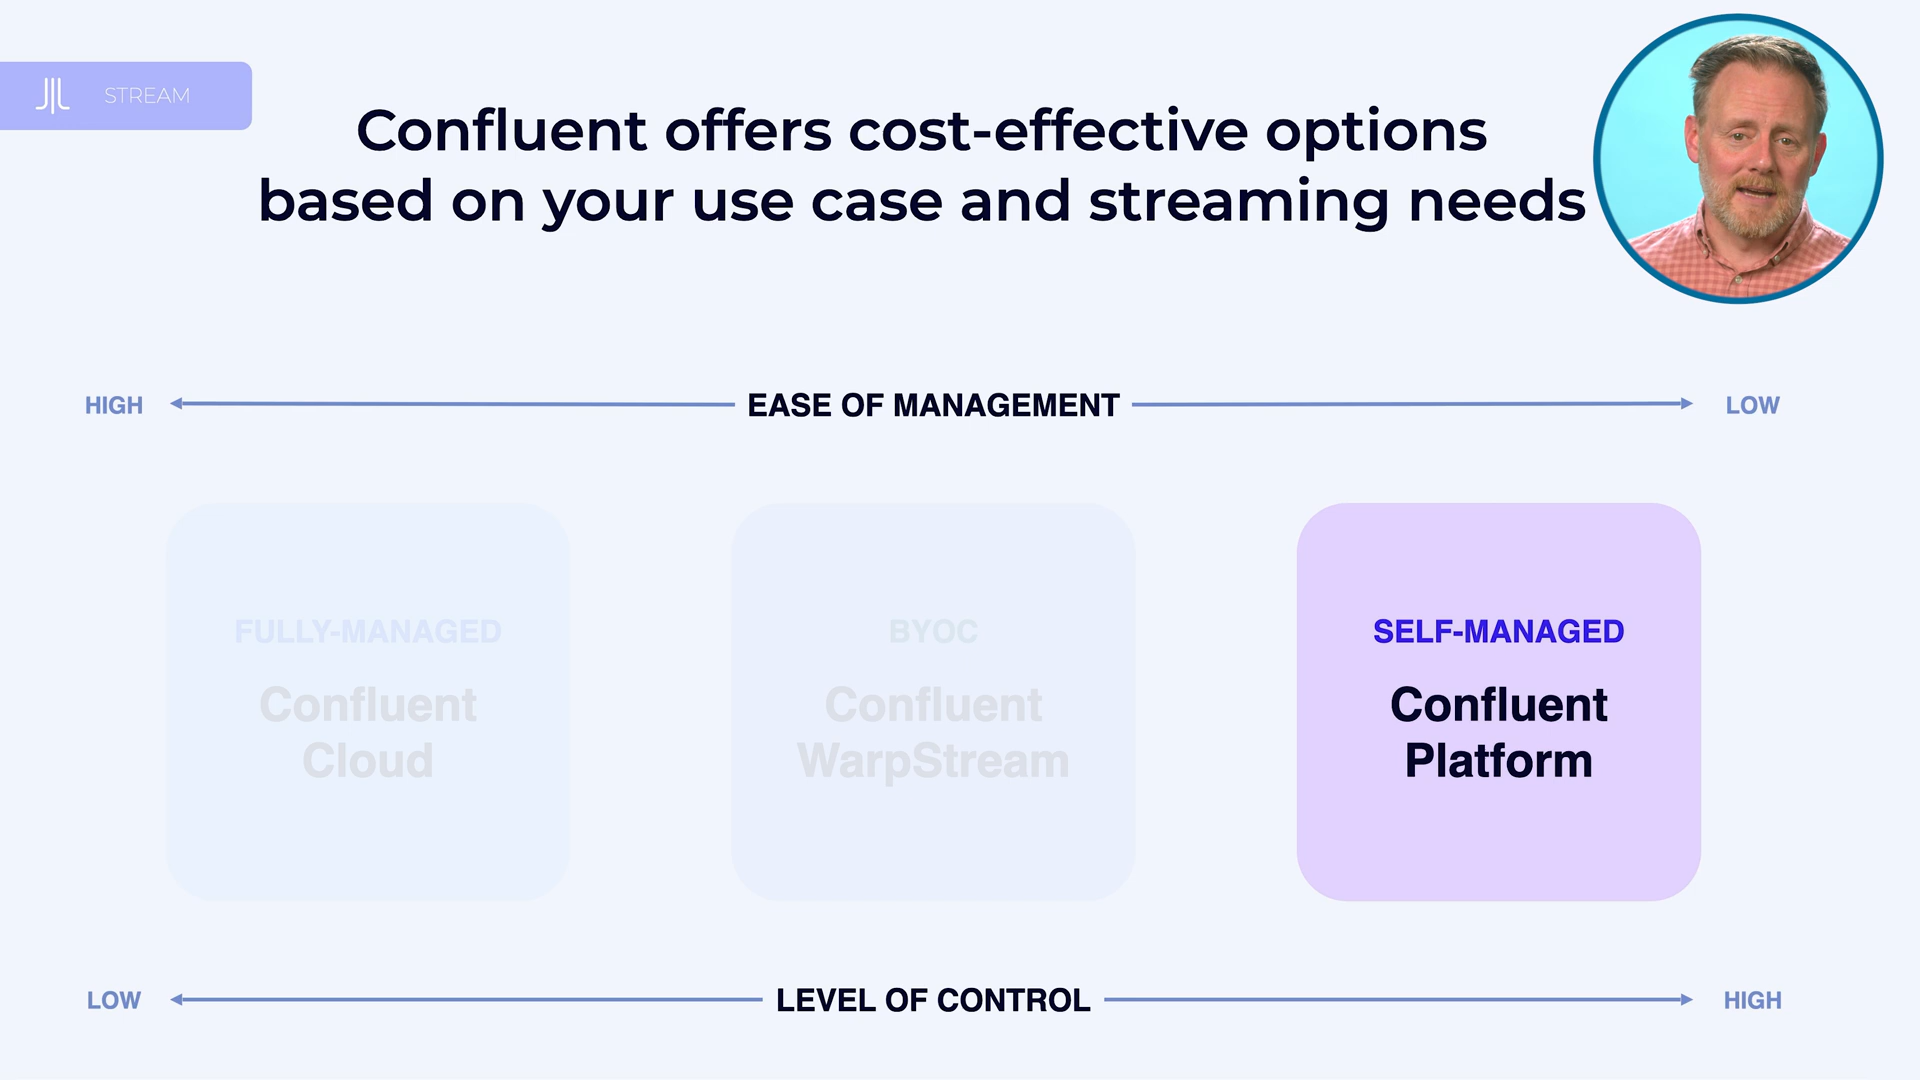 STREAM
Confluent offers cost-effective options
based on your use case and streaming needs
HIGH
EASE OF MANAGEMENT
LOW
FULLY-MANAGED
Confluent
Cloud
BYOC
Confluent
WarpStream
SELF-MANAGED
Confluent
Platform
LOW
LEVEL OF CONTROL
HIGH